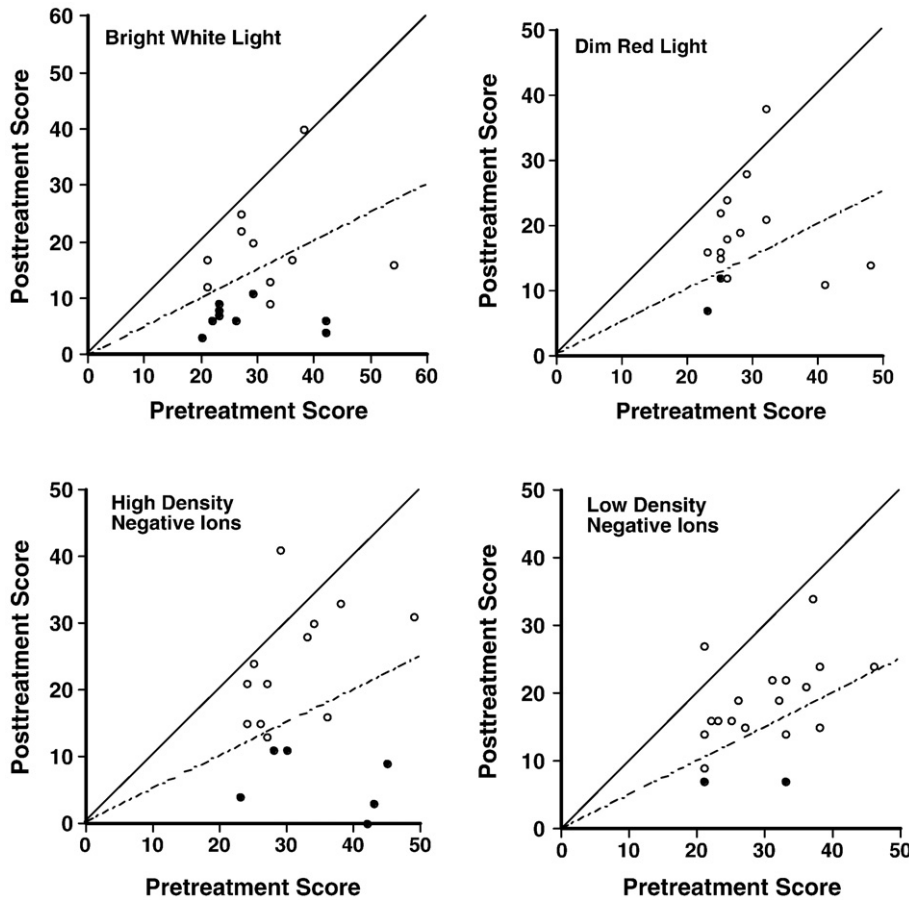 Bright White Light
Posttreatment Score
60
50
40
30
20
10
0
0 10 20 30 40 50 60
Pretreatment Score
Dim Red Light
Posttreatment Score
50
40
30
20
10
0
0 10 20 30 40 50
Pretreatment Score
High Density
Negative Ions
Posttreatment Score
50
40
30
20
10
0
0 10 20 30 40 50
Pretreatment Score
Low Density
Negative Ions
Posttreatment Score
50
40
30
20
10
0
0 10 20 30 40 50
Pretreatment Score